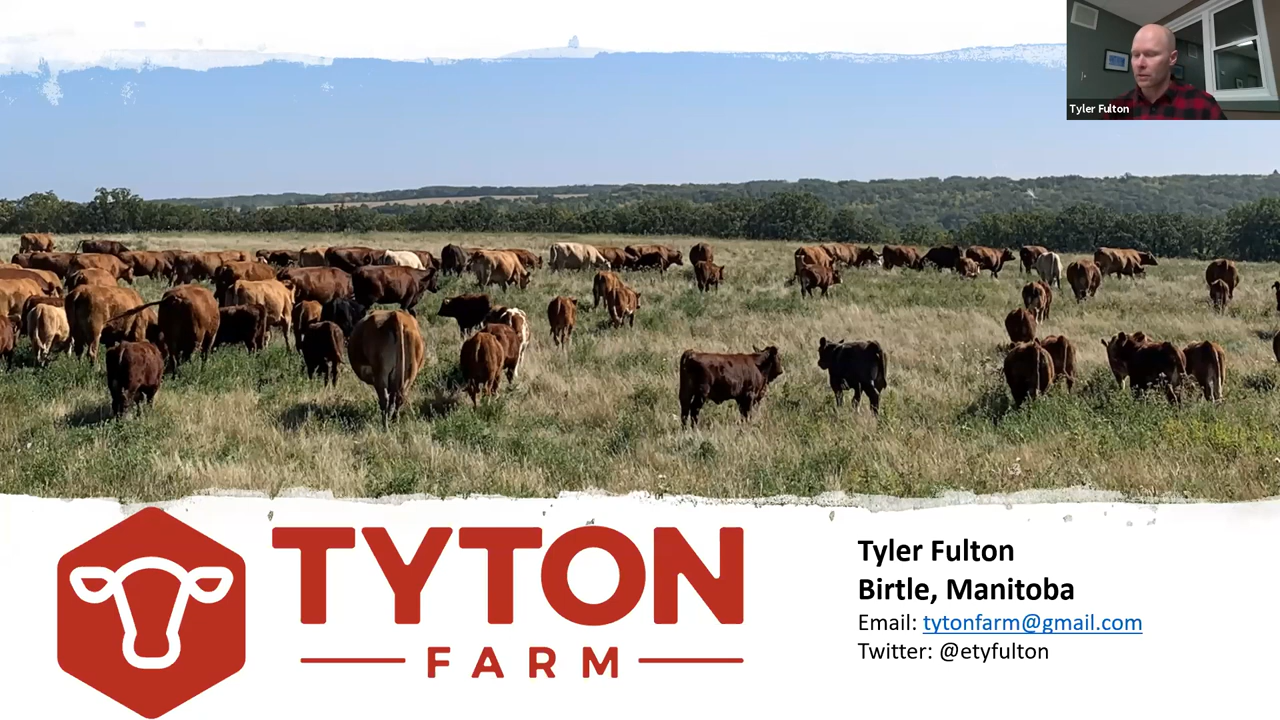 Tyler Fulton
TYTON
FARM
Tyler Fulton
Birtle, Manitoba
Email: tytonfarm@gmail.com
Twitter: @etyfulton